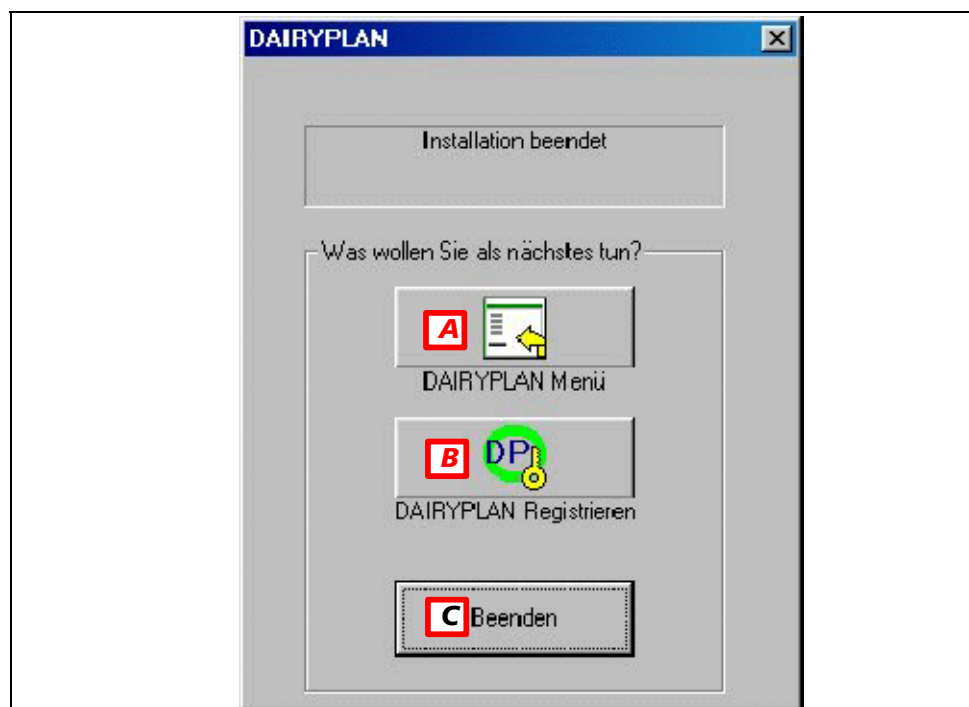 DAIRYPLAN
Installation beendet
Was wollen Sie als nächstes tun?
A
DAIRYPLAN Menü
B DP
DAIRYPLAN Registrieren
C Beenden